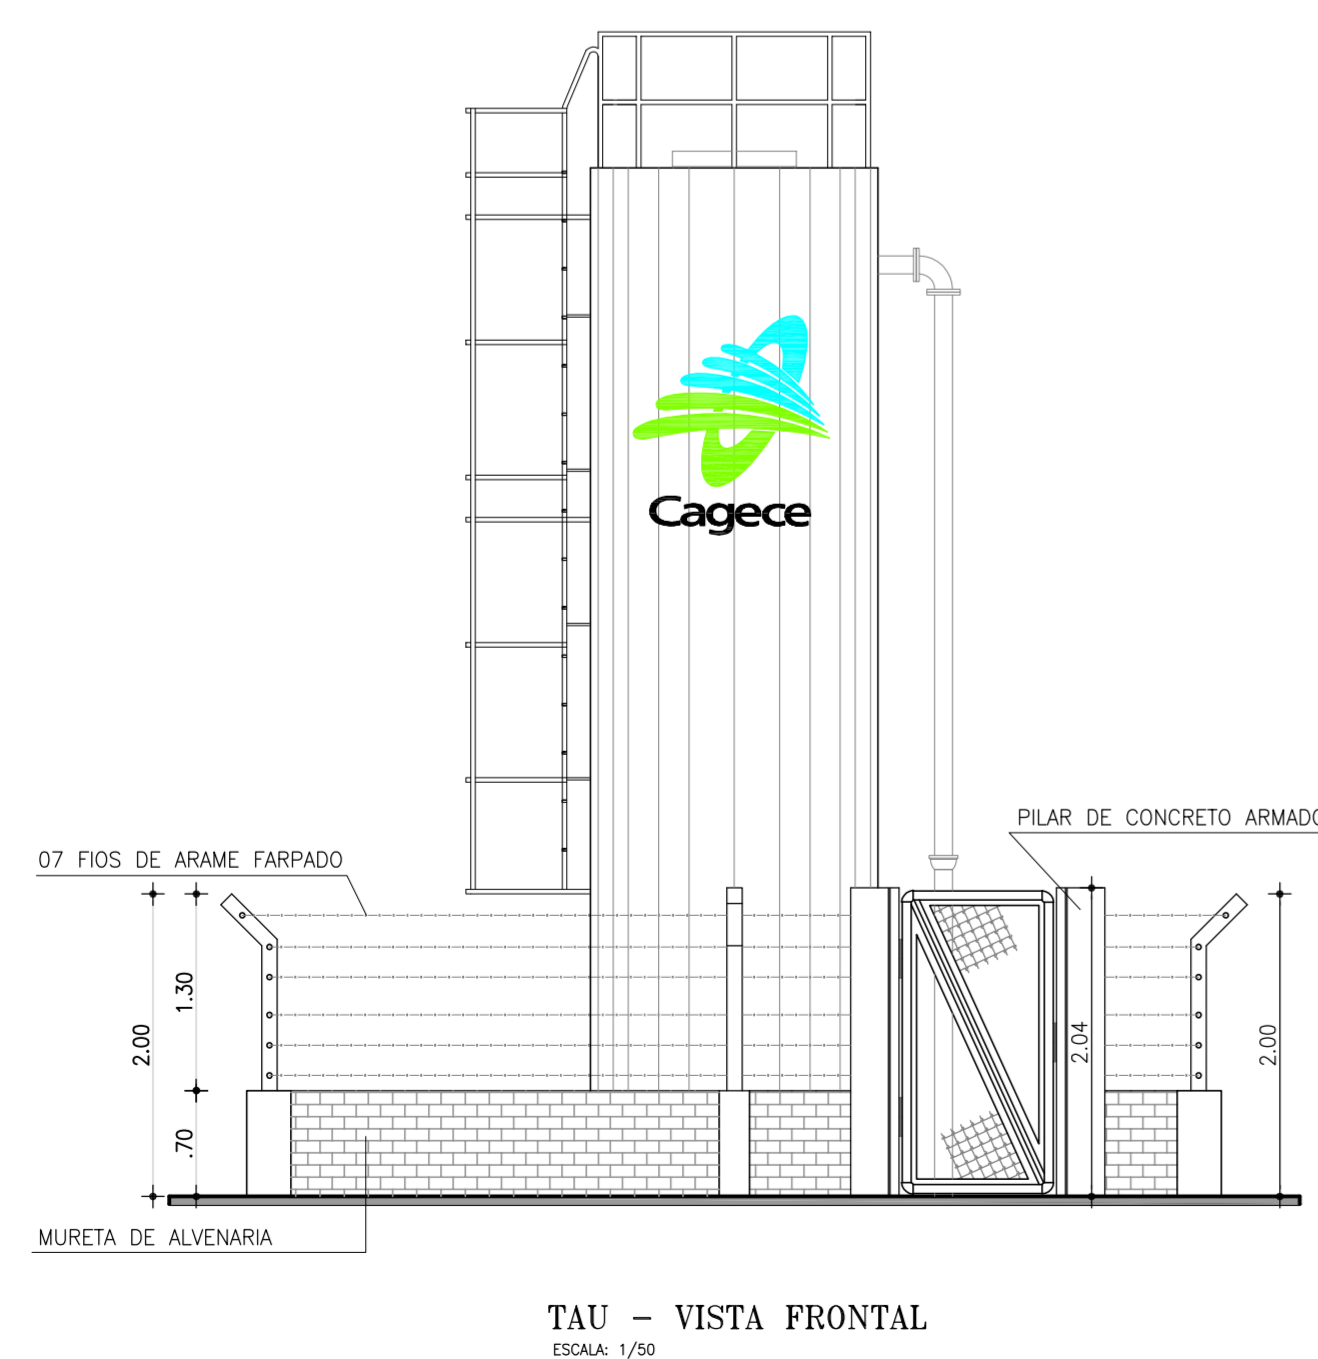 Cagece
PILAR DE CONCRETO ARMADO
07 FIOS DE ARAME FARPADO
1.30
2.00
2.04
2.00
.70
MURETA DE ALVENARIA
TAU - VISTA FRONTAL
ESCALA: 1/50